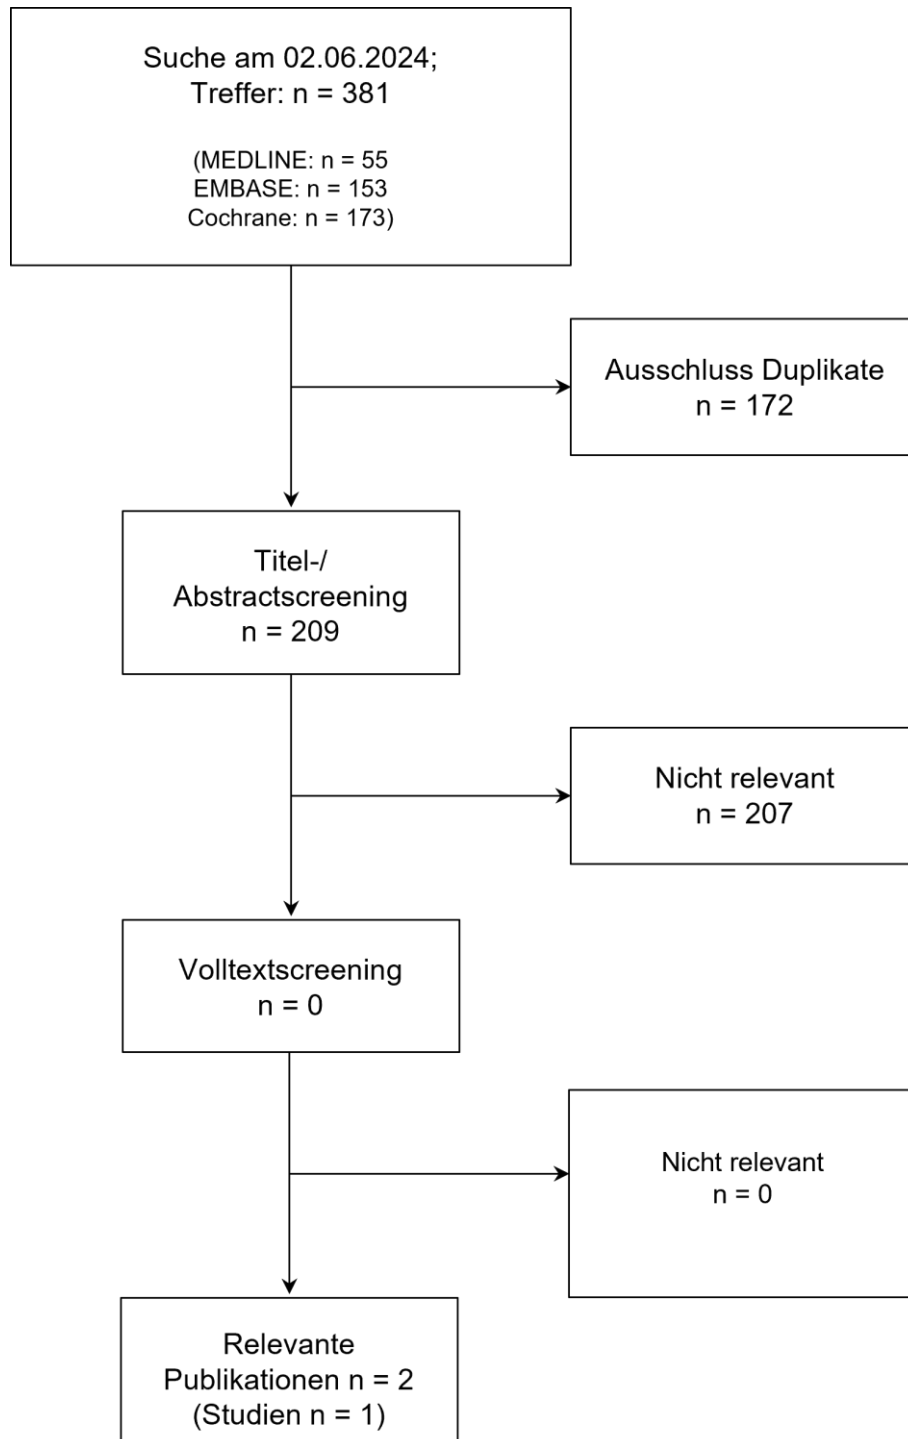 Suche am 02.06.2024;
Treffer: n = 381
(MEDLINE: n = 55
EMBASE: n = 153
Cochrane: n = 173)
Ausschluss Duplikate
n = 172
Titel-/
Abstractscreening
n = 209
Nicht relevant
n = 207
Volltextscreening
n = 0
Nicht relevant
n = 0
Relevante
Publikationen n = 2
(Studien n = 1)